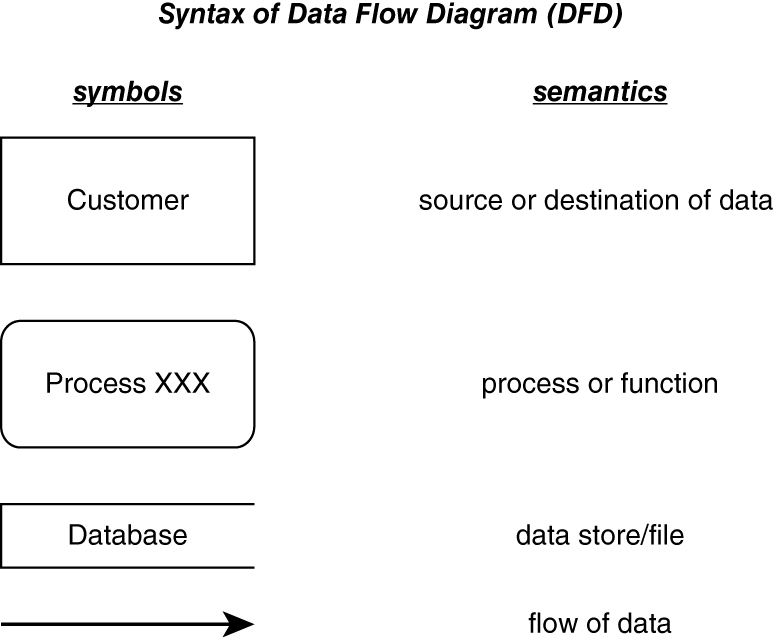 Syntax of Data Flow Diagram (DFD)
symbols
semantics
Customer
source or destination of data
Process XXX
process or function
Database
data store/file
flow of data